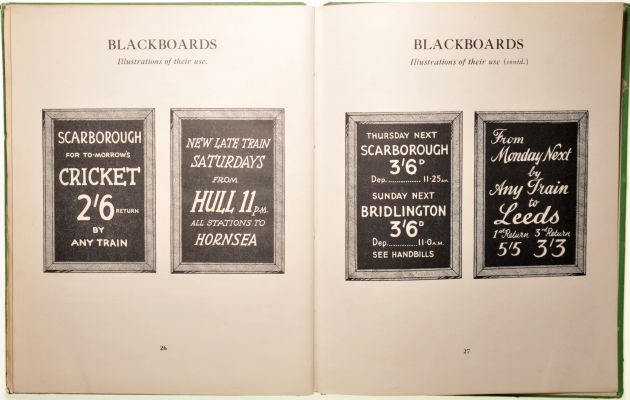 BLACKBOARDS
Illustrations of their use.
SCARBOROUGH
FOR TO-MORROW'S
CRICKET
2'6 RETURN
BY
ANY TRAIN
NEW LATE TRAIN
SATURDAYS
FROM
HULL 11 P.M.
ALL STATIONS TO
HORNSEA
26
BLACKBOARDS
Illustrations of their use (contd.)
THURSDAY NEXT
SCARBOROUGH
3'6D
Dep. ............... 11·25 A.M.
SUNDAY NEXT
BRIDLINGTON
3'6D
Dep. ............... 11·0 A.M.
SEE HANDBILLS
From
Monday Next
by
Any Train
to
Leeds
1st Return 3rd Return
5'5 3'3
27